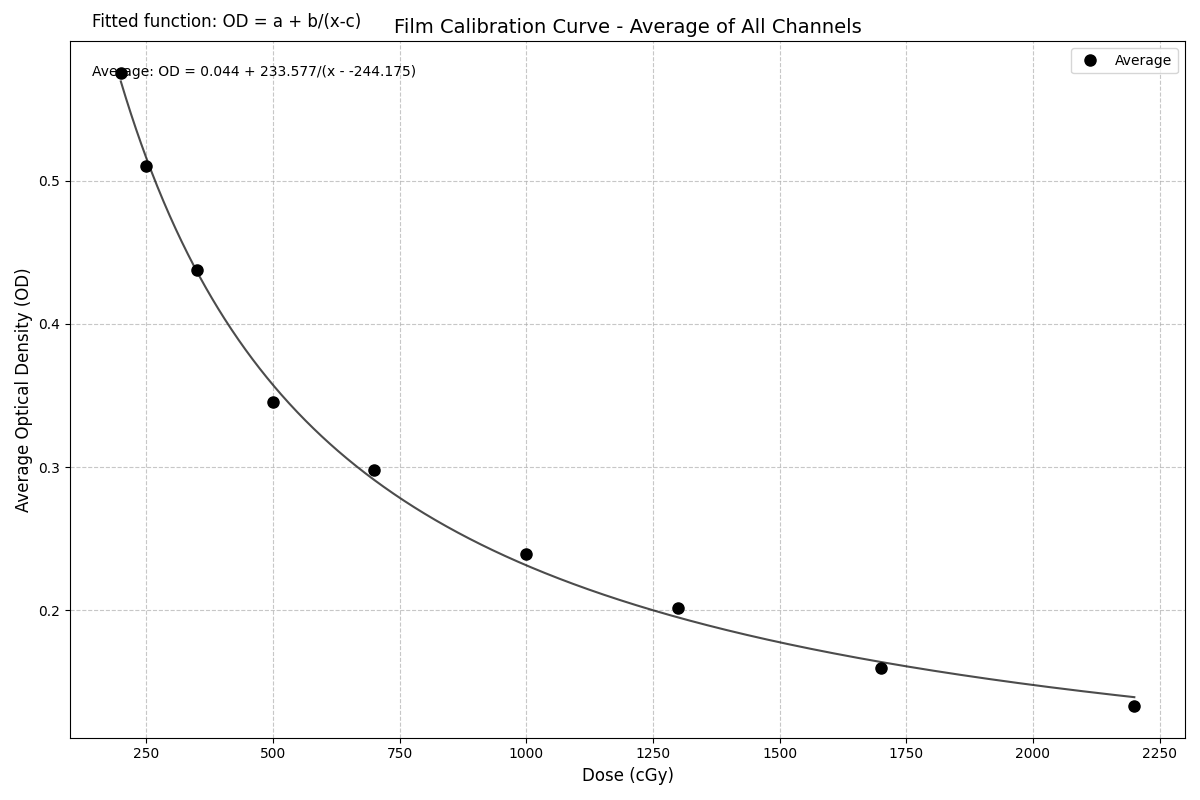 Fitted function: OD = a + b/(x-c)
Film Calibration Curve - Average of All Channels
Average: OD = 0.044 + 233.577/(x - -244.175)
Average
Average Optical Density (OD)
0.5
0.4
0.3
0.2
250 500 750 1000 1250 1500 1750 2000 2250
Dose (cGy)